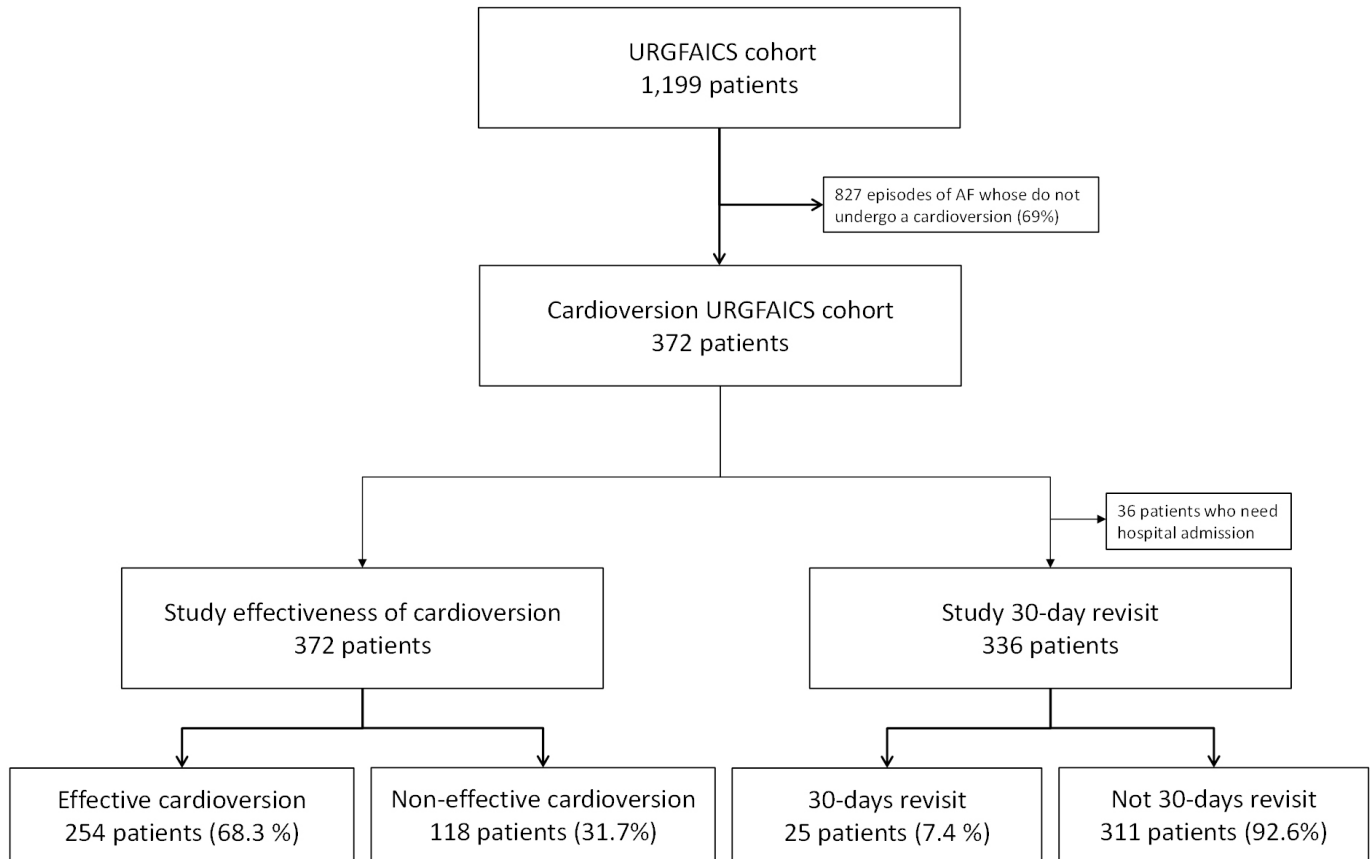 URGFAICS cohort
1,199 patients
827 episodes of AF whose do not
undergo a cardioversion (69%)
Cardioversion URGFAICS cohort
372 patients
36 patients who need
hospital admission
Study effectiveness of cardioversion
372 patients
Study 30-day revisit
336 patients
Effective cardioversion
254 patients (68.3 %)
Non-effective cardioversion
118 patients (31.7%)
30-days revisit
25 patients (7.4 %)
Not 30-days revisit
311 patients (92.6%)